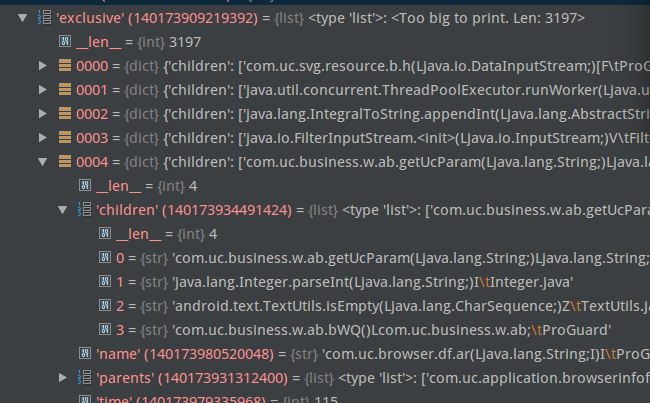 'exclusive' (140173909219392) = {list} <type 'list'>: <Too big to print. Len: 3197>
__len__ = {int} 3197
0000 = {dict} {'children': ['com.uc.svg.resource.b.h(Ljava.io.DataInputStream;)[F\tProG
0001 = {dict} {'children': ['java.util.concurrent.ThreadPoolExecutor.runWorker(Ljava.u
0002 = {dict} {'children': ['java.lang.IntegralToString.appendInt(Ljava.lang.AbstractStri
0003 = {dict} {'children': ['java.io.FilterInputStream.<init>(Ljava.io.InputStream;)V\tFilt
0004 = {dict} {'children': ['com.uc.business.w.ab.getUcParam(Ljava.lang.String;)Ljava.la
__len__ = {int} 4
'children' (140173934491424) = {list} <type 'list'>: ['com.uc.business.w.ab.getUcPara
__len__ = {int} 4
0 = {str} 'com.uc.business.w.ab.getUcParam(Ljava.lang.String;)Ljava.lang.String;
1 = {str} 'java.lang.Integer.parseInt(Ljava.lang.String;)I\tInteger.java'
2 = {str} 'android.text.TextUtils.isEmpty(Ljava.lang.CharSequence;)Z\tTextUtils.ja
3 = {str} 'com.uc.business.w.ab.bWQ()Lcom.uc.business.w.ab;\tProGuard'
'name' (140173980520048) = {str} 'com.uc.browser.df.ar(Ljava.lang.String;I)I\tProG
'parents' (140173931312400) = {list} <type 'list'>: ['com.uc.application.browserinfof
'time' (140173979335968) = {int} 115